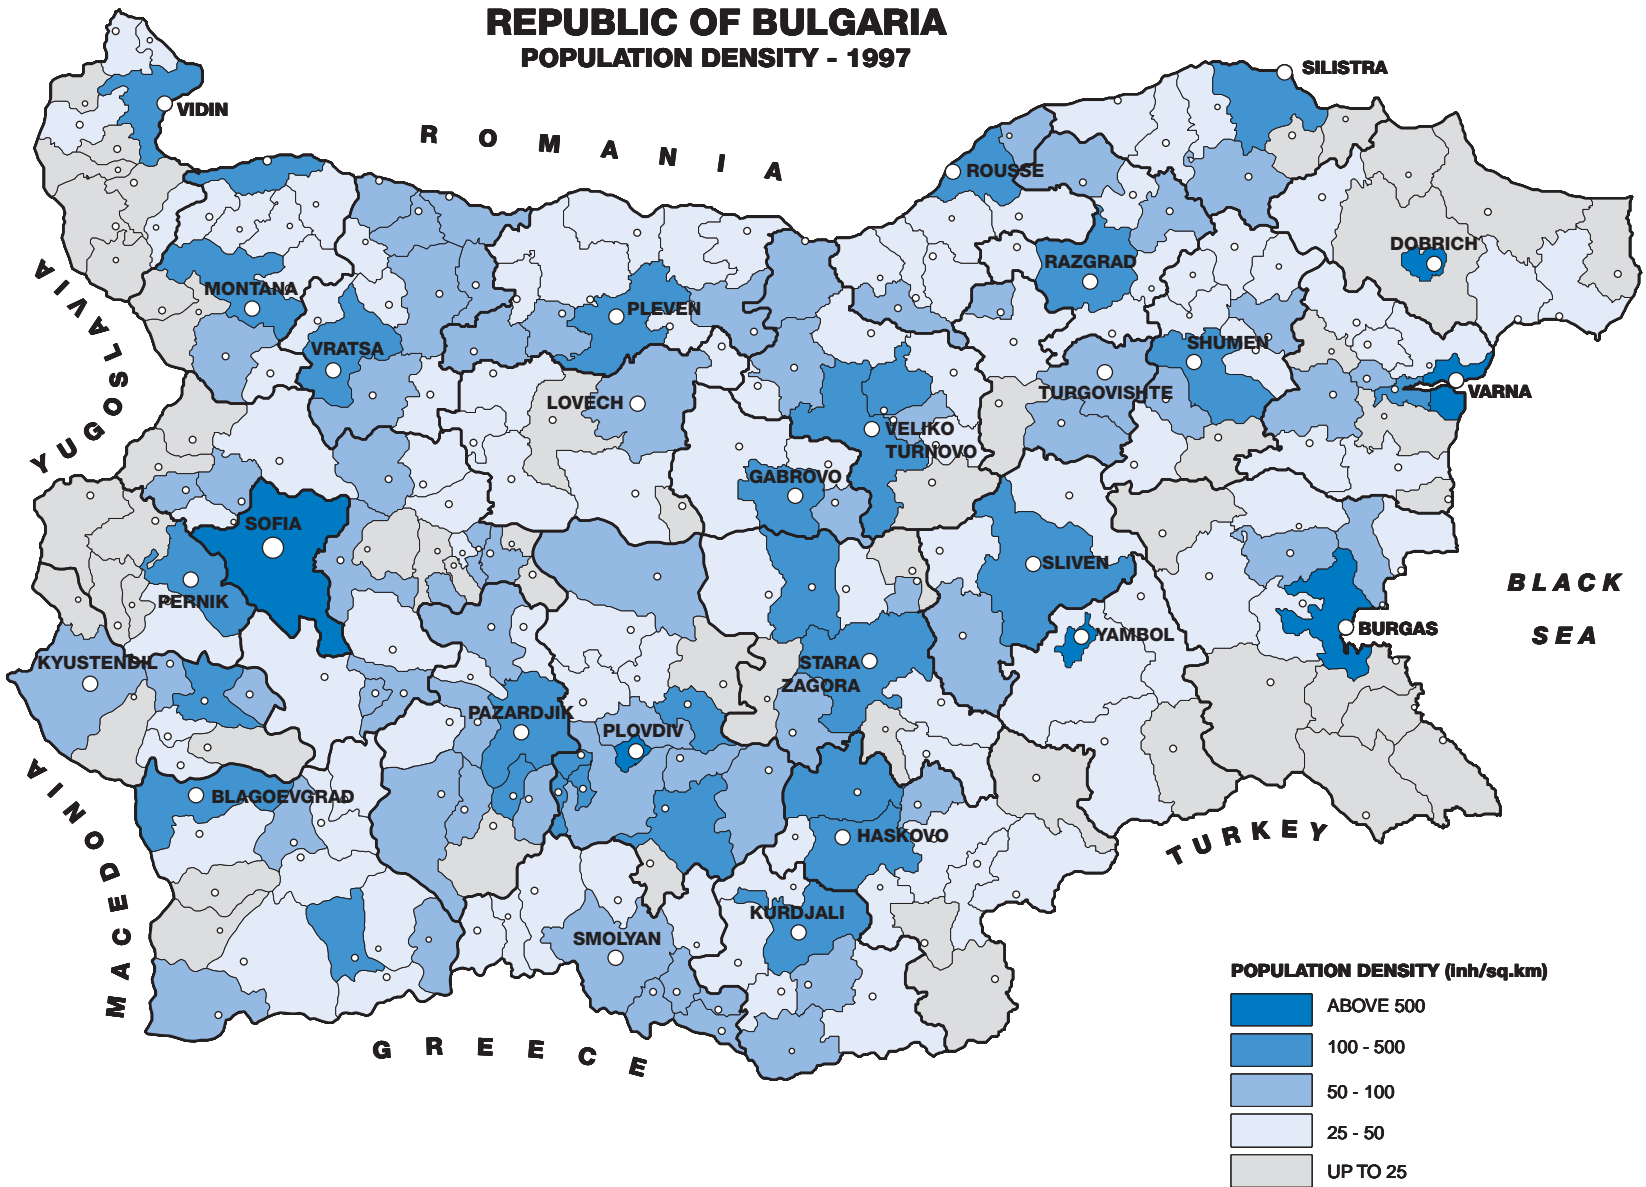 REPUBLIC OF BULGARIA
POPULATION DENSITY - 1997
SILISTRA
VIDIN
ROMANIA
ROUSSE
DOBRICH
RAZGRAD
MONTANA
PLEVEN
YUGOSLAVIA
VRATSA
SHUMEN
TURGOVISHTE
VARNA
LOVECH
VELIKO
TURNOVO
GABROVO
SOFIA
SLIVEN
BLACK
SEA
PERNIK
BURGAS
YAMBOL
KYUSTENDIL
STARA
ZAGORA
PAZARDJIK
PLOVDIV
BLAGOEVGRAD
HASKOVO
TURKEY
MACEDONIA
KURDJALI
SMOLYAN
GREECE
POPULATION DENSITY (inh/sq.km)
ABOVE 500
100 - 500
50 - 100
25 - 50
UP TO 25